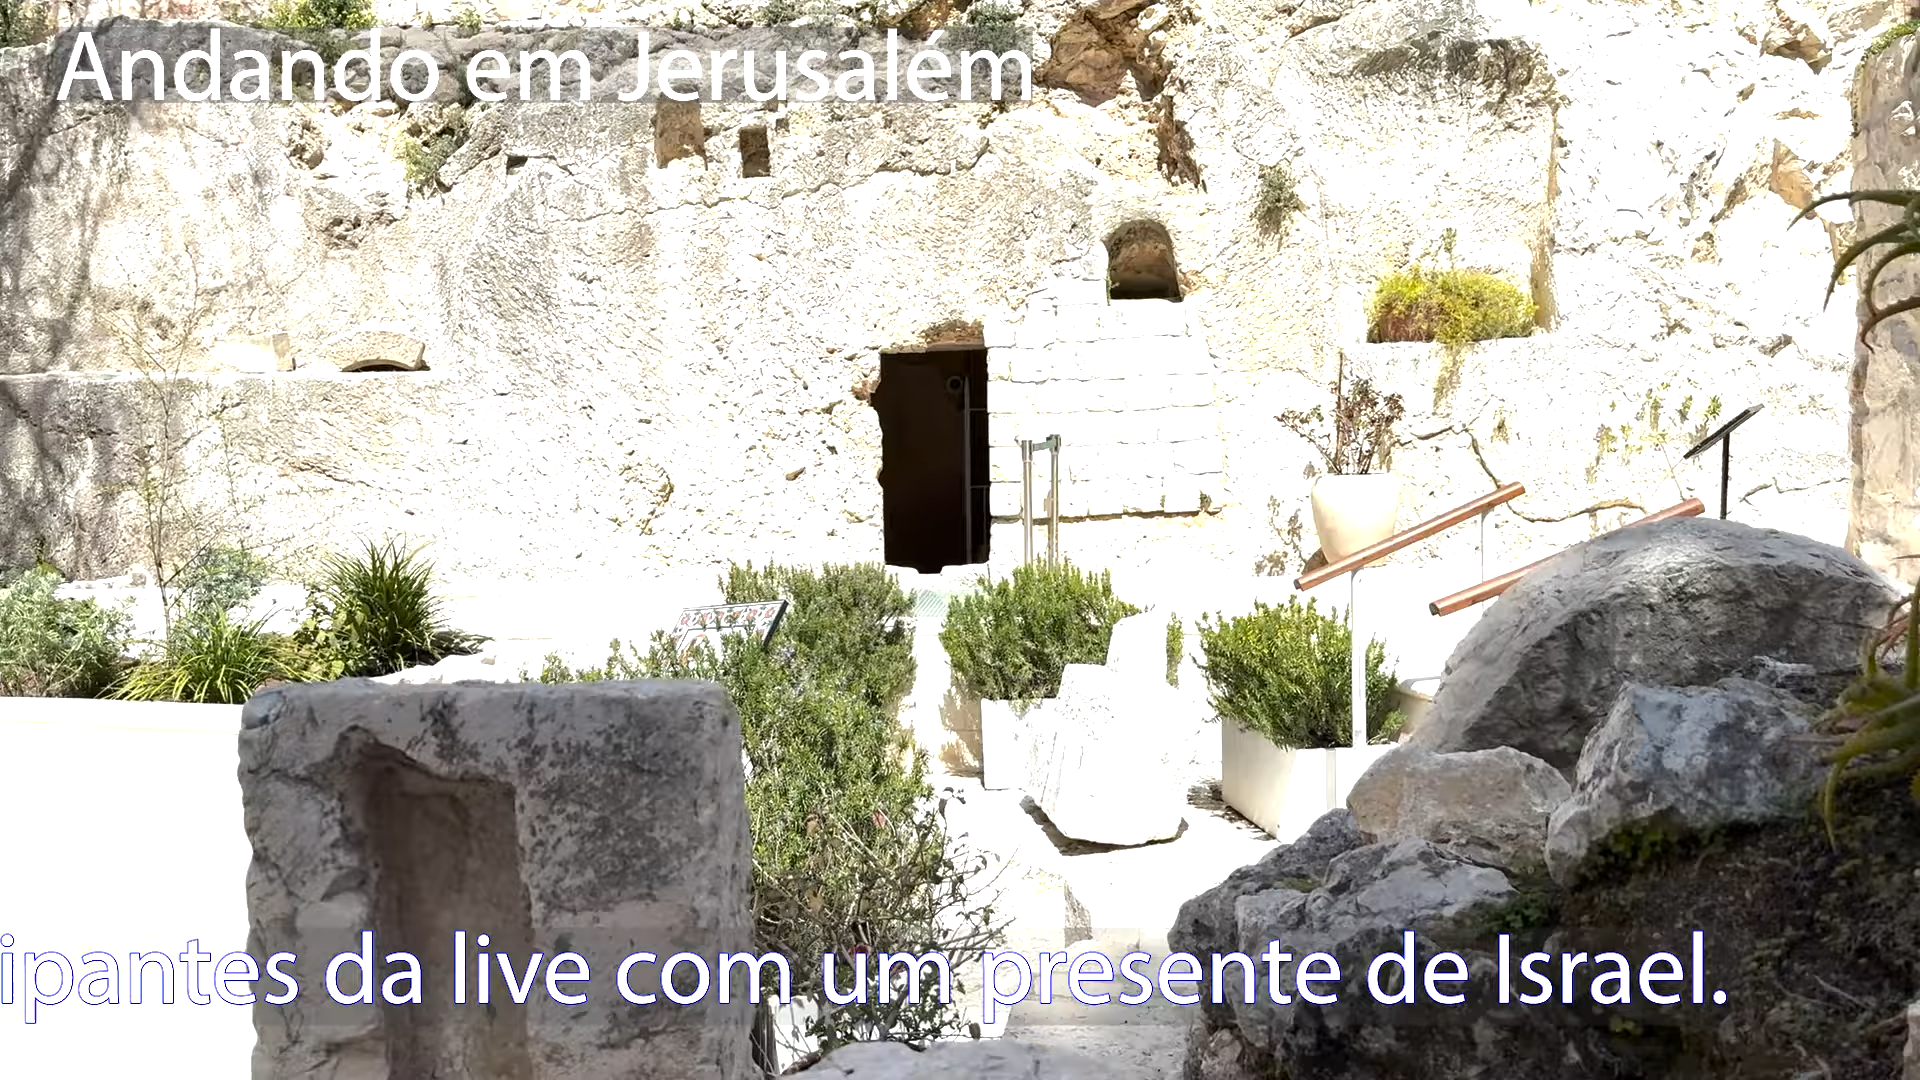 Andando em Jerusalém
ipantes da live com um presente de Israel.